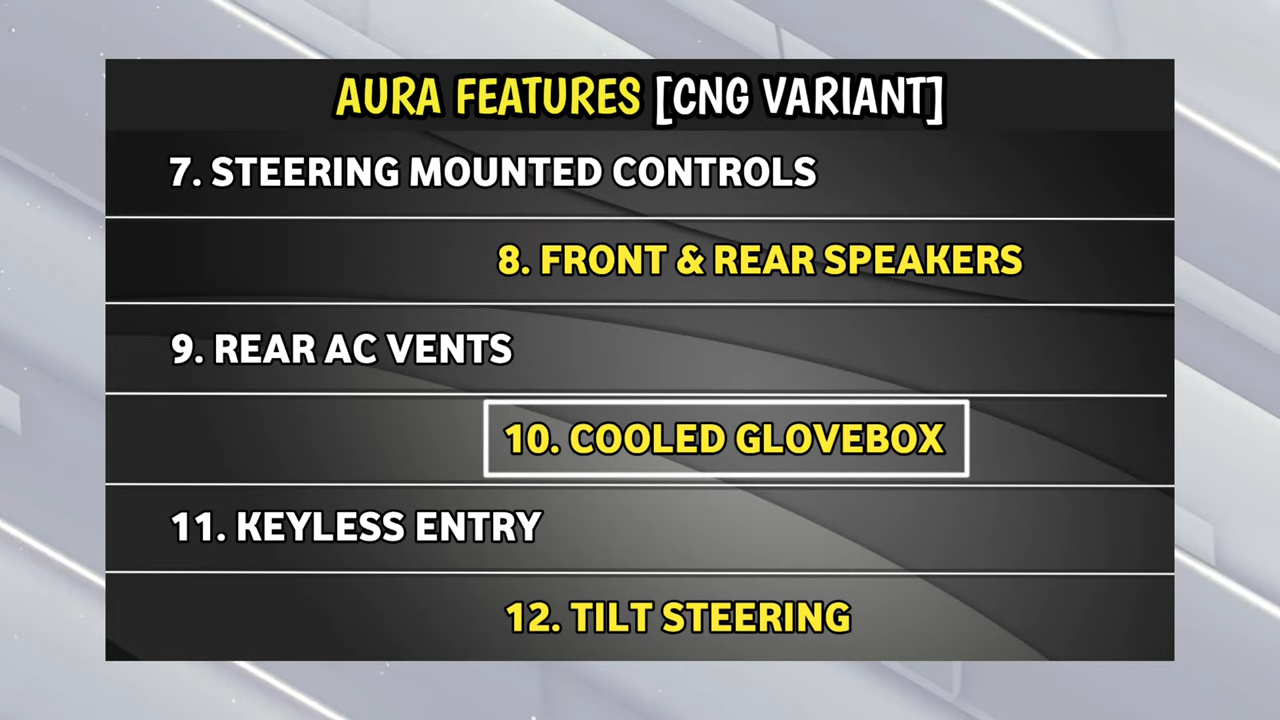 AURA FEATURES [CNG VARIANT]
7. STEERING MOUNTED CONTROLS
8. FRONT & REAR SPEAKERS
9. REAR AC VENTS
10. COOLED GLOVEBOX
11. KEYLESS ENTRY
12. TILT STEERING